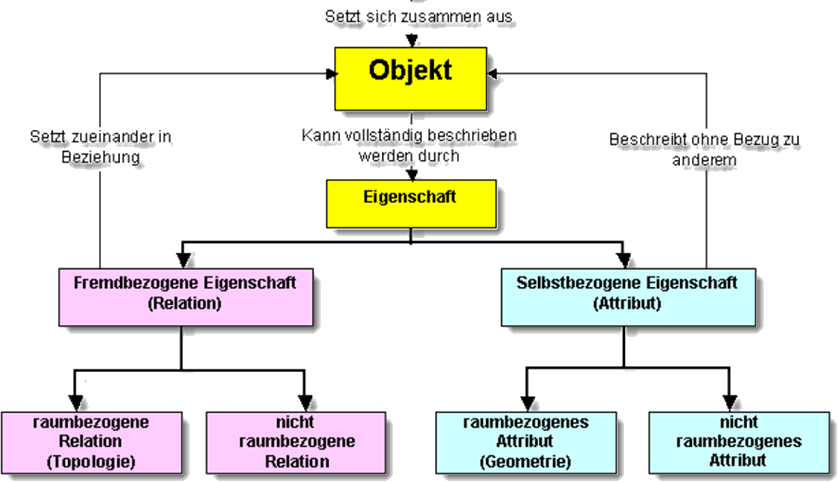 Setzt sich zusammen aus
Objekt
Setzt zueinander in
Beziehung
Kann vollständig beschrieben
werden durch
Beschreibt ohne Bezug zu
anderem
Eigenschaft
Fremdbezogene Eigenschaft
(Relation)
Selbstbezogene Eigenschaft
(Attribut)
raumbezogene
Relation
(Topologie)
nicht
raumbezogene
Relation
raumbezogenes
Attribut
(Geometrie)
nicht
raumbezogenes
Attribut